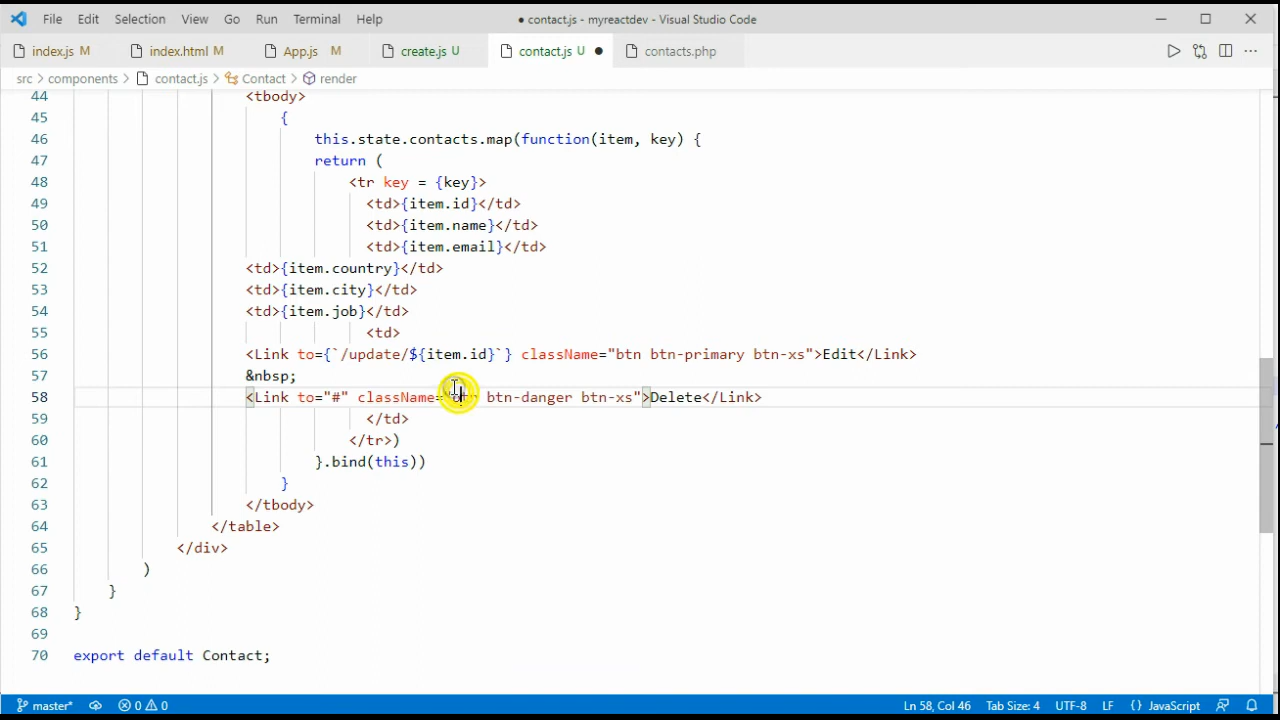 File Edit Selection View Go Run Terminal Help ● contact.js - myreactdev - Visual Studio Code
index.js M index.html M App.js M create.js U contact.js U ● contacts.php
src > components > contact.js > Contact > render
44 <tbody>
45 {
46 this.state.contacts.map(function(item, key) {
47 return (
48 <tr key = {key}>
49 <td>{item.id}</td>
50 <td>{item.name}</td>
51 <td>{item.email}</td>
52 <td>{item.country}</td>
53 <td>{item.city}</td>
54 <td>{item.job}</td>
55 <td>
56 <Link to={`/update/${item.id}`} className="btn btn-primary btn-xs">Edit</Link>
57 &nbsp;
58 <Link to="#" className="btn btn-danger btn-xs">Delete</Link>
59 </td>
60 </tr>)
61 }.bind(this))
62 }
63 </tbody>
64 </table>
65 </div>
66 )
67 }
68 }
69
70 export default Contact;
master* 0 0 Ln 58, Col 46 Tab Size: 4 UTF-8 LF {} JavaScript